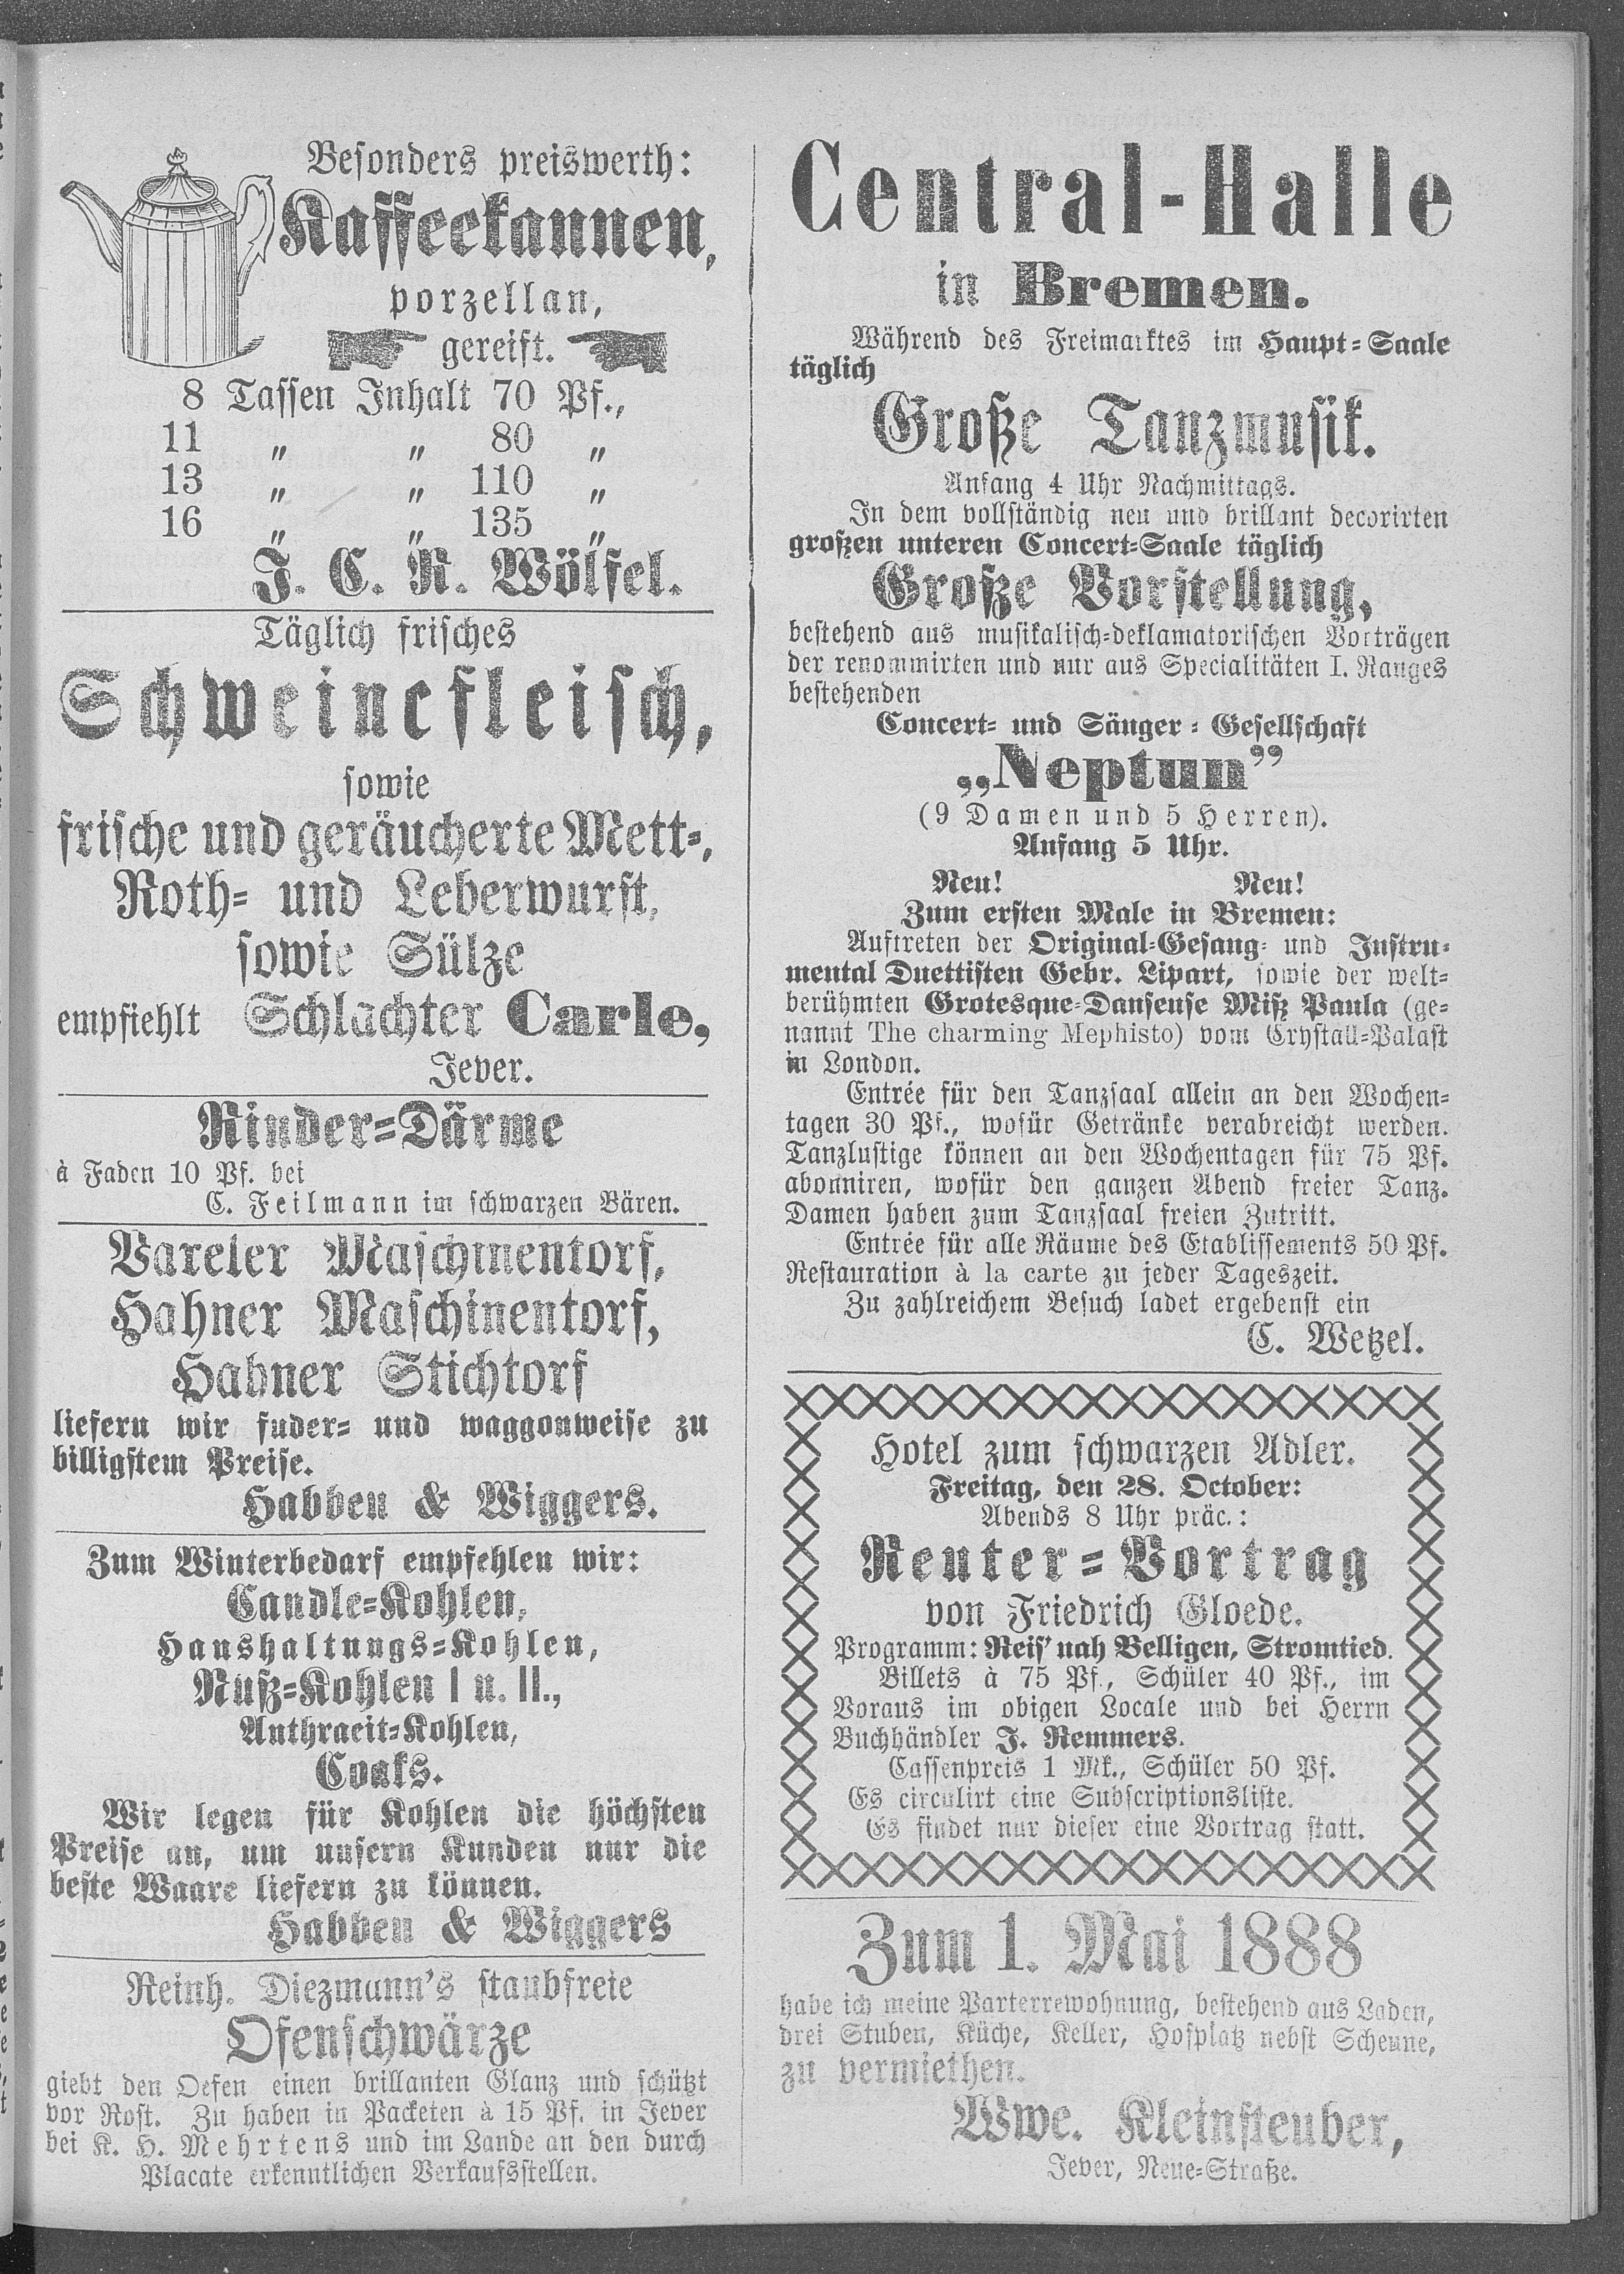 Besonders preiswerth:
Kaffeekannen,
porzellan,
gereift.
8 Tassen Inhalt 70 Pf.,
11 „ „ 80 „
13 „ „ 110 „
16 „ „ 135 „
J. C. R. Wölfel.
Täglich frisches
Schweinefleisch,
sowie
frische und geräucherte Mett-,
Roth- und Leberwurst,
sowie Sülze
empfiehlt Schlachter Carle,
Jever.
Rinder-Därme
à Faden 10 Pf. bei
C. Feilmann im schwarzen Bären.
Vareler Maschinentorf,
Hahner Maschinentorf,
Hahner Stichtorf
liefern wir fuder- und waggonweise zu
billigstem Preise.
Habben & Wiggers.
Zum Winterbedarf empfehlen wir:
Candle-Kohlen,
Haushaltungs-Kohlen,
Nuß-Kohlen I u. II.,
Anthracit-Kohlen,
Coaks.
Wir legen für Kohlen die höchsten
Preise an, um unsern Kunden nur die
beste Waare liefern zu können.
Habben & Wiggers
Reinh. Diezmann's staubfreie
Ofenschwärze
giebt den Oefen einen brillanten Glanz und schützt
vor Rost. Zu haben in Packeten à 15 Pf. in Jever
bei K. H. Mehrtens und im Lande an den durch
Placate erkenntlichen Verkaufsstellen.
Central-Halle
in Bremen.
Während des Freimarktes im Haupt-Saale
täglich
Große Tanzmusik.
Anfang 4 Uhr Nachmittags.
In dem vollständig neu und brillant decorirten
großen unteren Concert-Saale täglich
Große Vorstellung,
bestehend aus musikalisch-deklamatorischen Vorträgen
der renommirten und nur aus Specialitäten I. Ranges
bestehenden
Concert- und Sänger-Gesellschaft
„Neptun”
(9 Damen und 5 Herren).
Anfang 5 Uhr.
Neu! Neu!
Zum ersten Male in Bremen:
Auftreten der Original-Gesang- und Instru-
mental Duettisten Gebr. Lipart, sowie der welt-
berühmten Grotesque-Danseuse Miß Paula (ge-
nannt The charming Mephisto) vom Crystall-Palast
in London.
Entrée für den Tanzsaal allein an den Wochen-
tagen 30 Pf., wofür Getränke verabreicht werden.
Tanzlustige können an den Wochentagen für 75 Pf.
abonniren, wofür den ganzen Abend freier Tanz.
Damen haben zum Tanzsaal freien Zutritt.
Entrée für alle Räume des Etablissements 50 Pf.
Restauration à la carte zu jeder Tageszeit.
Zu zahlreichem Besuch ladet ergebenst ein
C. Wetzel.
Hotel zum schwarzen Adler.
Freitag, den 28. October:
Abends 8 Uhr präc.:
Reuter-Vortrag
von Friedrich Gloede.
Programm: Reis' nah Belligen, Stromtied.
Billets à 75 Pf., Schüler 40 Pf., im
Voraus im obigen Locale und bei Herrn
Buchhändler J. Remmers.
Cassenpreis 1 Mk., Schüler 50 Pf.
Es circulirt eine Subscriptionsliste.
Es findet nur dieser eine Vortrag statt.
Zum 1. Mai 1888
habe ich meine Parterrewohnung, bestehend aus Laden,
drei Stuben, Küche, Keller, Hofplatz nebst Scheune,
zu vermiethen.
Wwe. Kleinsteuber,
Jever, Neue-Straße.